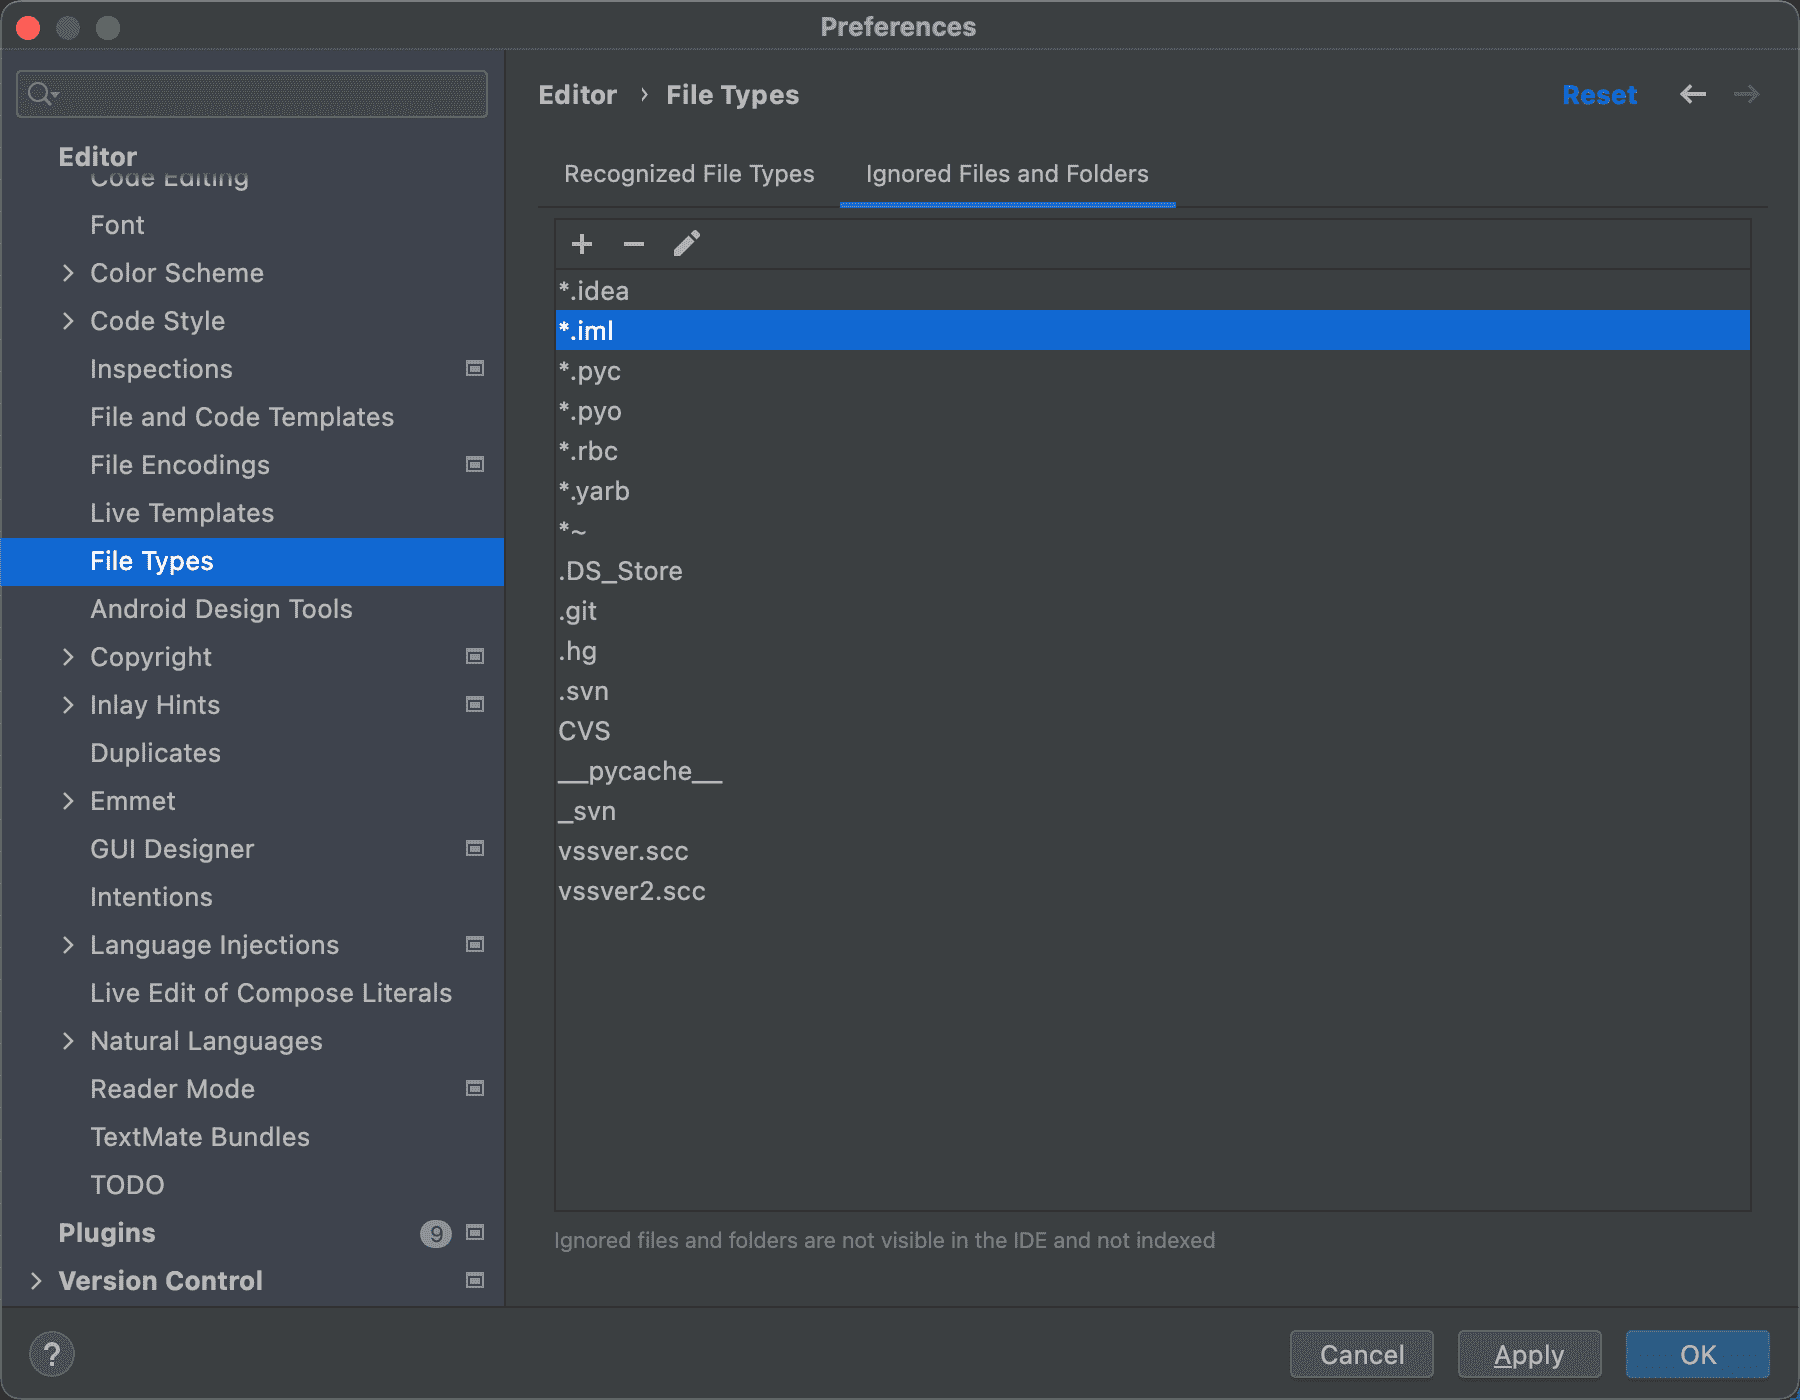 Preferences
Editor
Code Editing
Font
Color Scheme
Code Style
Inspections
File and Code Templates
File Encodings
Live Templates
File Types
Android Design Tools
Copyright
Inlay Hints
Duplicates
Emmet
GUI Designer
Intentions
Language Injections
Live Edit of Compose Literals
Natural Languages
Reader Mode
TextMate Bundles
TODO
Plugins 9
Version Control
Editor › File Types
Reset
Recognized File Types
Ignored Files and Folders
*.idea
*.iml
*.pyc
*.pyo
*.rbc
*.yarb
*~
.DS_Store
.git
.hg
.svn
CVS
__pycache__
_svn
vssver.scc
vssver2.scc
Ignored files and folders are not visible in the IDE and not indexed
?
Cancel
Apply
OK